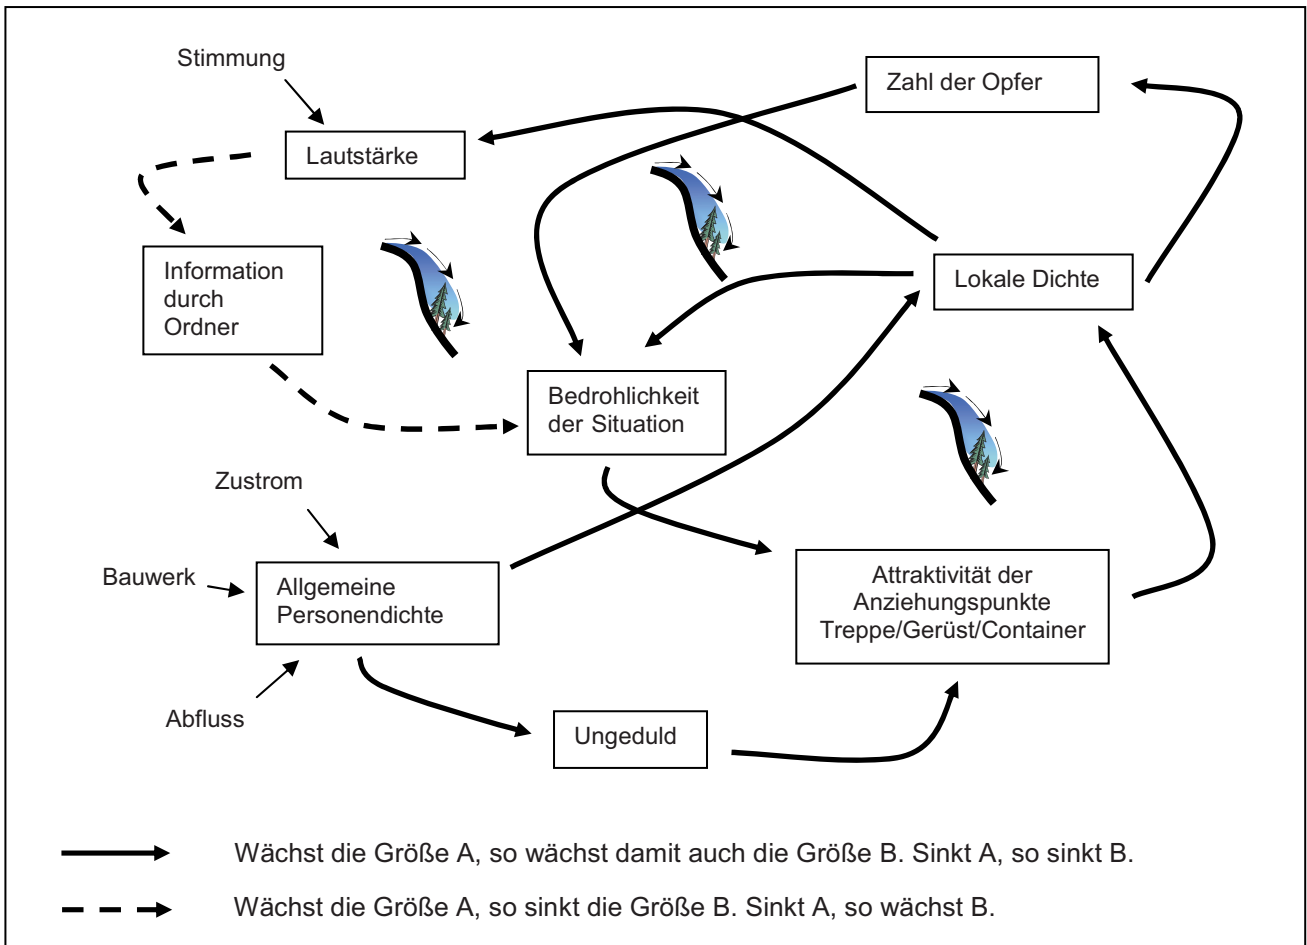 Stimmung
Zahl der Opfer
Lautstärke
Information
durch
Ordner
Lokale Dichte
Bedrohlichkeit
der Situation
Zustrom
Bauwerk
Allgemeine
Personendichte
Attraktivität der
Anziehungspunkte
Treppe/Gerüst/Container
Abfluss
Ungeduld
Wächst die Größe A, so wächst damit auch die Größe B. Sinkt A, so sinkt B.
Wächst die Größe A, so sinkt die Größe B. Sinkt A, so wächst B.